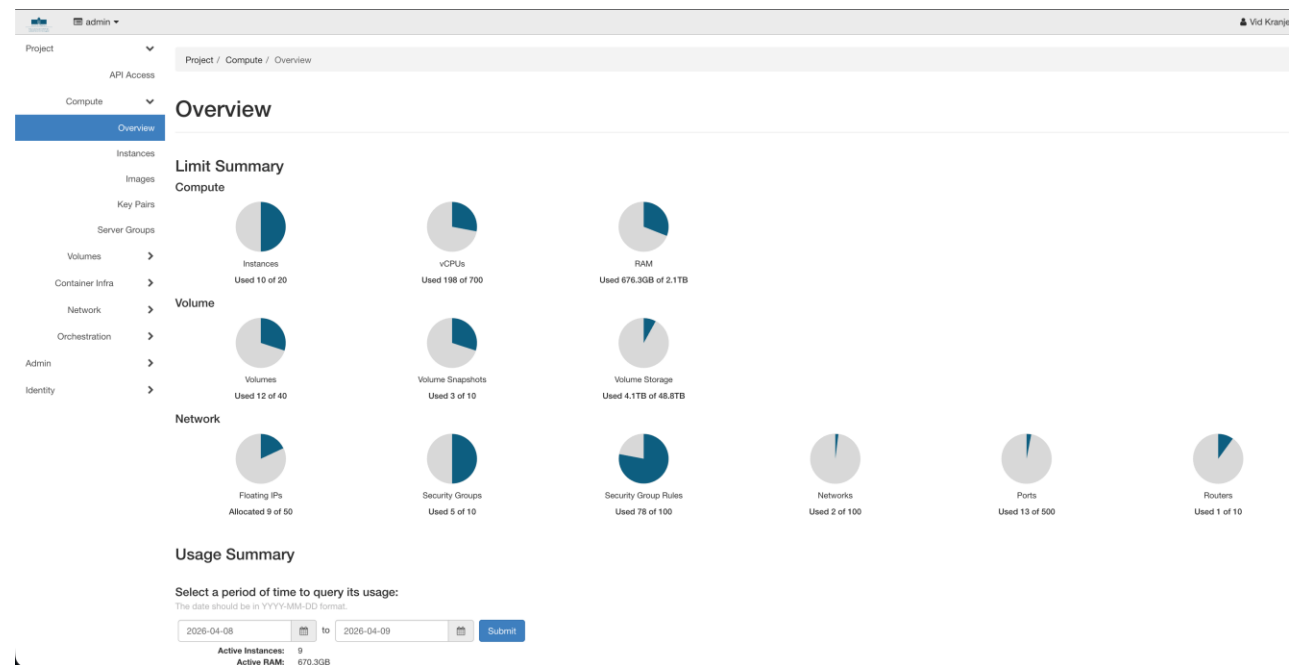 admin
Vid Kranje
Project
API Access
Compute
Overview
Instances
Images
Key Pairs
Server Groups
Volumes
Container Infra
Network
Orchestration
Admin
Identity
Project / Compute / Overview
Overview
Limit Summary
Compute
Instances
Used 10 of 20
vCPUs
Used 198 of 700
RAM
Used 676.3GB of 2.1TB
Volume
Volumes
Used 12 of 40
Volume Snapshots
Used 3 of 10
Volume Storage
Used 4.1TB of 48.8TB
Network
Floating IPs
Allocated 9 of 50
Security Groups
Used 5 of 10
Security Group Rules
Used 78 of 100
Networks
Used 2 of 100
Ports
Used 13 of 500
Routers
Used 1 of 10
Usage Summary
Select a period of time to query its usage:
The date should be in YYYY-MM-DD format.
2026-04-08 to 2026-04-09 Submit
Active Instances: 9
Active RAM: 670.3GB